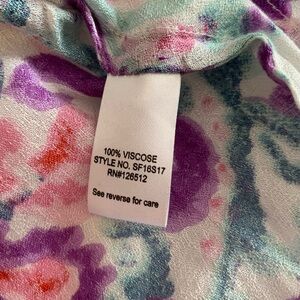 100% VISCOSE
STYLE NO. SF16S17
RN#126512
See reverse for care